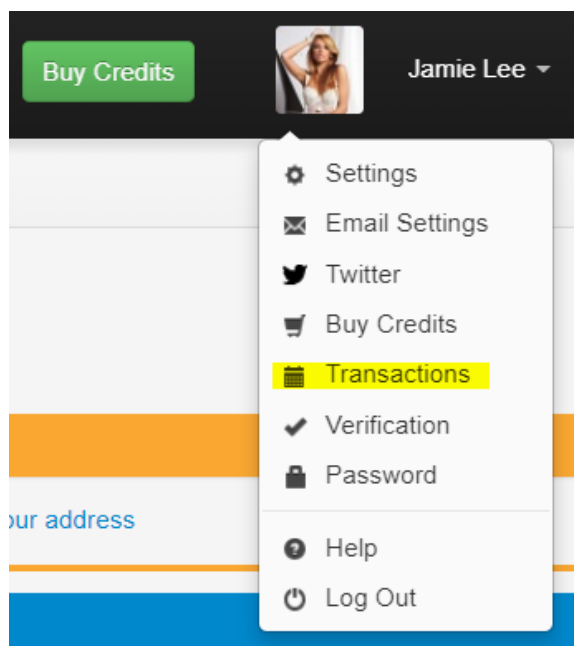 Buy Credits
Jamie Lee
Settings
Email Settings
Twitter
Buy Credits
Transactions
Verification
Password
our address
Help
Log Out